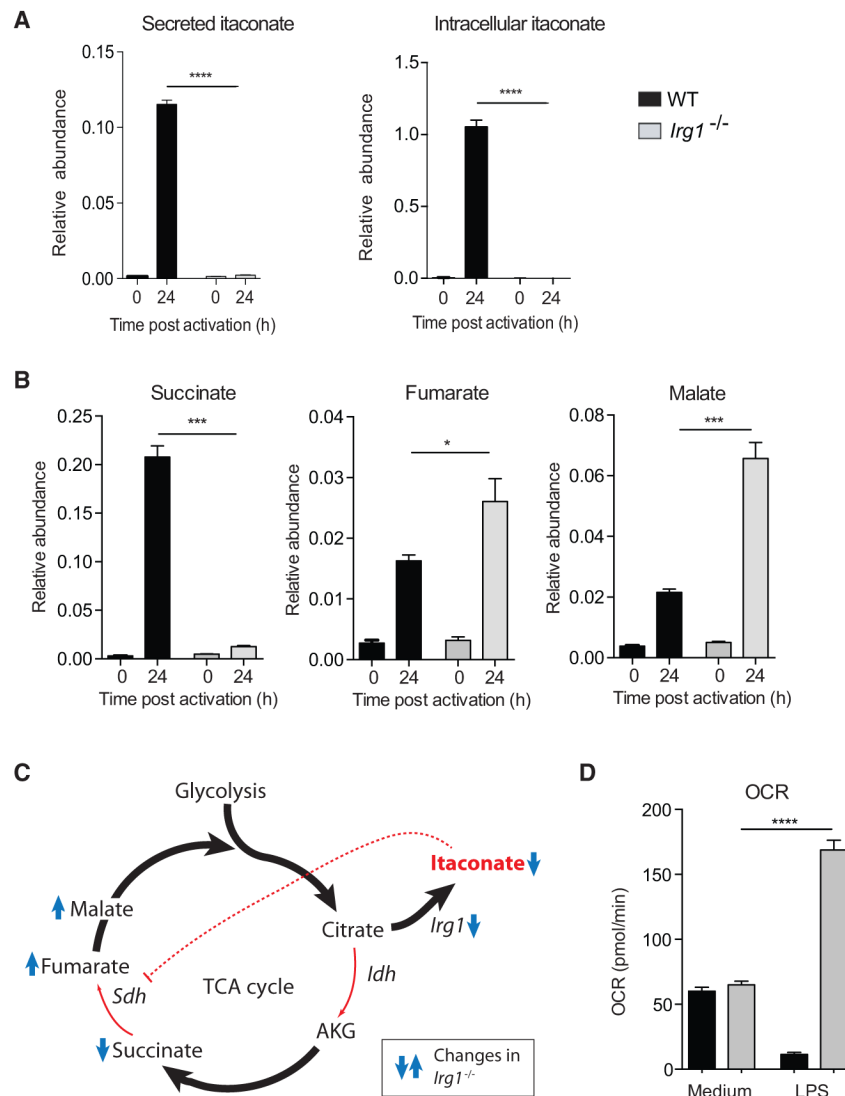 A
Secreted itaconate
Relative abundance
0.15
0.10
0.05
0.00
0 24 0 24
Time post activation (h)
****
Intracellular itaconate
Relative abundance
1.5
1.0
0.5
0.0
0 24 0 24
Time post activation (h)
****
WT
Irg1 -/-
B
Succinate
Relative abundance
0.25
0.20
0.15
0.10
0.05
0.00
0 24 0 24
Time post activation (h)
***
Fumarate
Relative abundance
0.04
0.03
0.02
0.01
0.00
0 24 0 24
Time post activation (h)
*
Malate
Relative abundance
0.08
0.06
0.04
0.02
0.00
0 24 0 24
Time post activation (h)
***
C
Glycolysis
Itaconate
Malate
Citrate
Irg1
Fumarate
Idh
Sdh
TCA cycle
AKG
Succinate
Changes in
Irg1-/-
D
OCR
OCR (pmol/min)
200
150
100
50
0
****
Medium LPS